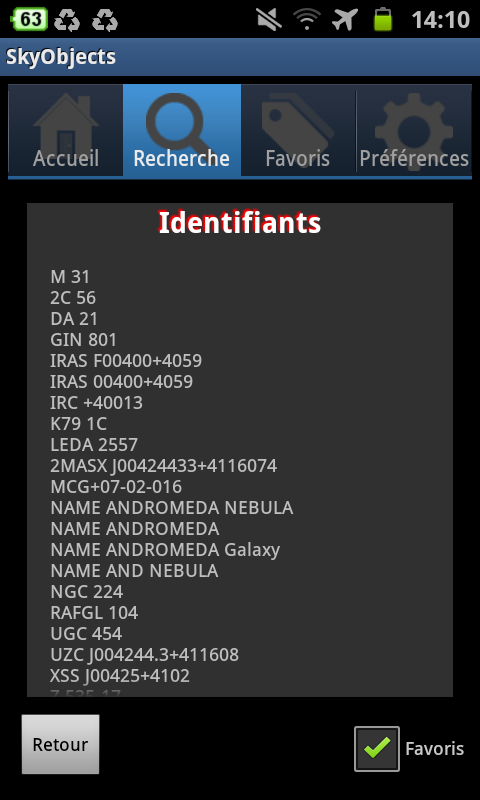 63
14:10
SkyObjects
Accueil Recherche Favoris Préférences
Identifiants
M 31
2C 56
DA 21
GIN 801
IRAS F00400+4059
IRAS 00400+4059
IRC +40013
K79 1C
LEDA 2557
2MASX J00424433+4116074
MCG+07-02-016
NAME ANDROMEDA NEBULA
NAME ANDROMEDA
NAME ANDROMEDA Galaxy
NAME AND NEBULA
NGC 224
RAFGL 104
UGC 454
UZC J004244.3+411608
XSS J00425+4102
Z 535-17
Retour
Favoris